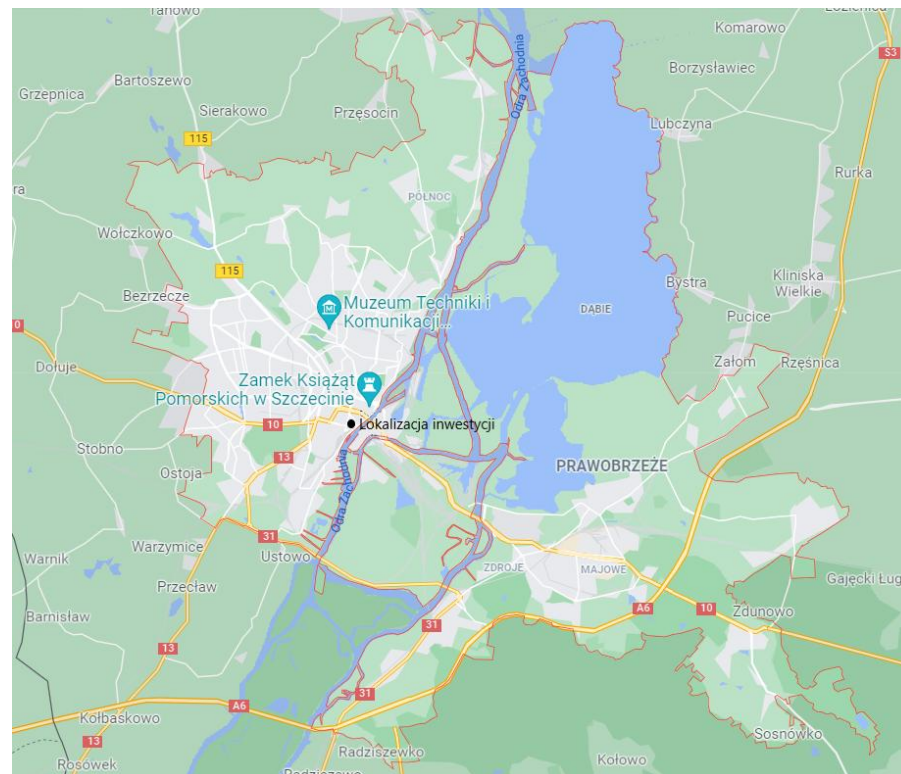 Tanowo
Komarowo
S3
Bartoszewo
Borzysławiec
Grzepnica
Odra Zachodnia
Sierakowo
Przęsocin
Lubczyna
115
Rurka
PÓŁNOC
Wołczkowo
115
Bystra
Kliniska
Wielkie
Bezrzecze
Muzeum Techniki i
Komunikacji...
DĄBIE
Pucice
0
Dołuje
Załom
Rzęśnica
Zamek Książąt
Pomorskich w Szczecinie
10
Lokalizacja inwestycji
Stobno
13
PRAWOBRZEŻE
Ostoja
Odra Zachodnia
31
Warzymice
Ustowo
Warnik
ZDROJE
MAJOWE
Przecław
Gajęcki Ług
A6
10
Zdunowo
Barnisław
31
13
31
A6
Kołbaskowo
Sosnówko
13
Radziszewko
Rosówek
Kołowo